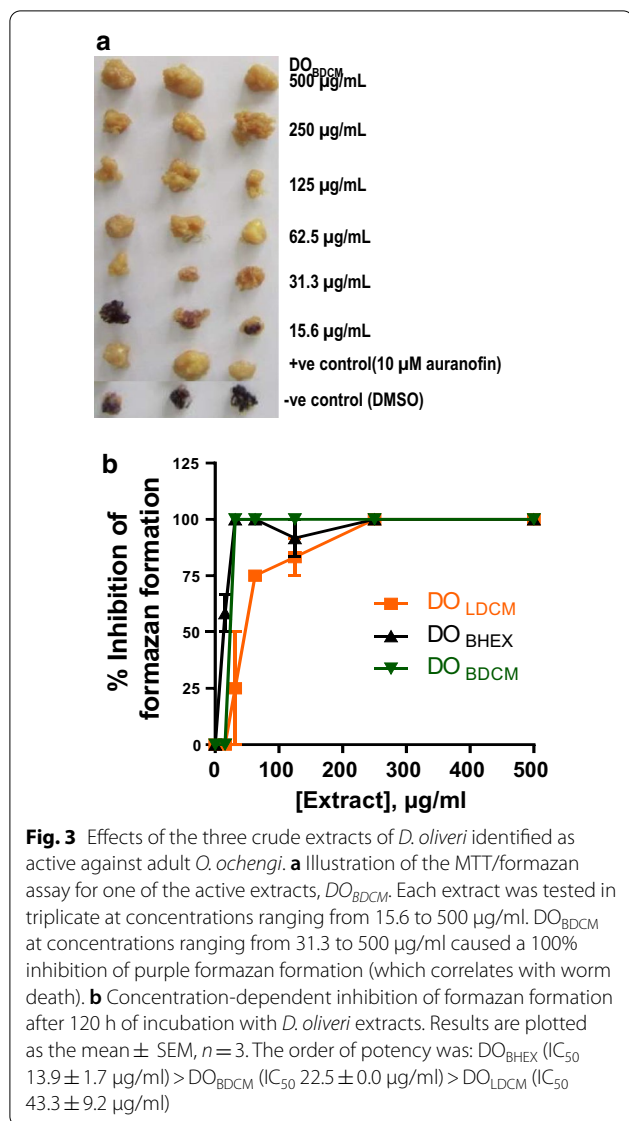 a
DO BDCM
500 µg/mL
250 µg/mL
125 µg/mL
62.5 µg/mL
31.3 µg/mL
15.6 µg/mL
+ve control(10 µM auranofin)
-ve control (DMSO)
b
% Inhibition of
formazan formation
125
100
75
50
25
0
DO LDCM
DO BHEX
DO BDCM
0 100 200 300 400 500
[Extract], µg/ml
Fig. 3 Effects of the three crude extracts of D. oliveri identified as
active against adult O. ochengi. a Illustration of the MTT/formazan
assay for one of the active extracts, DO_BDCM. Each extract was tested in
triplicate at concentrations ranging from 15.6 to 500 µg/ml. DO_BDCM
at concentrations ranging from 31.3 to 500 µg/ml caused a 100%
inhibition of purple formazan formation (which correlates with worm
death). b Concentration-dependent inhibition of formazan formation
after 120 h of incubation with D. oliveri extracts. Results are plotted
as the mean ± SEM, n = 3. The order of potency was: DO_BHEX (IC50
13.9 ± 1.7 µg/ml) > DO_BDCM (IC50 22.5 ± 0.0 µg/ml) > DO_LDCM (IC50
43.3 ± 9.2 µg/ml)